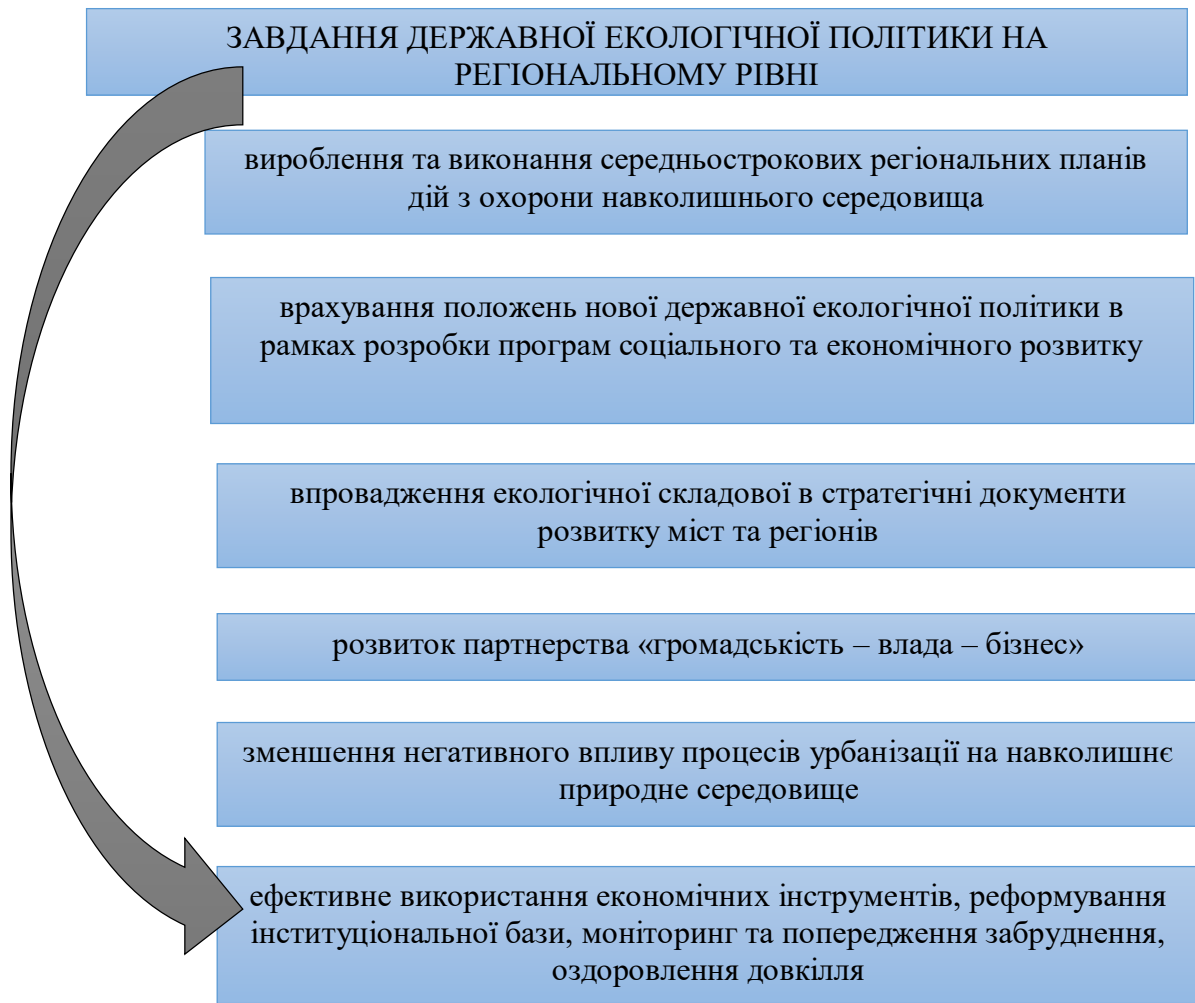 ЗАВДАННЯ ДЕРЖАВНОЇ ЕКОЛОГІЧНОЇ ПОЛІТИКИ НА
РЕГІОНАЛЬНОМУ РІВНІ
вироблення та виконання середньострокових регіональних планів
дій з охорони навколишнього середовища
врахування положень нової державної екологічної політики в
рамках розробки програм соціального та економічного розвитку
впровадження екологічної складової в стратегічні документи
розвитку міст та регіонів
розвиток партнерства «громадськість – влада – бізнес»
зменшення негативного впливу процесів урбанізації на навколишнє
природне середовище
ефективне використання економічних інструментів, реформування
інституціональної бази, моніторинг та попередження забруднення,
оздоровлення довкілля